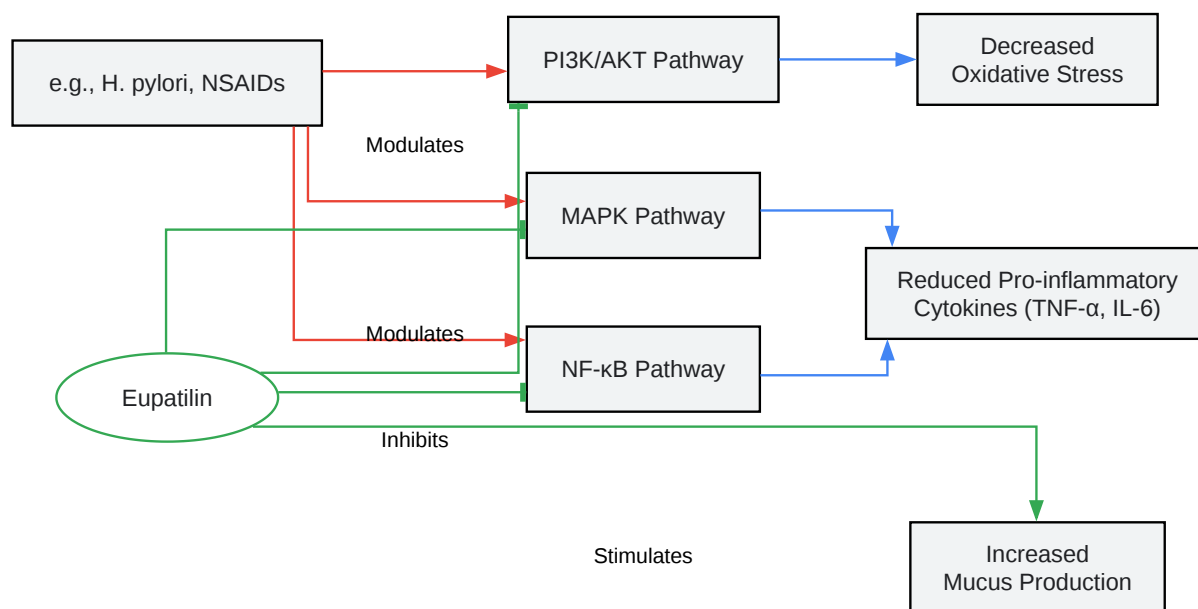 e.g., H. pylori, NSAIDs
PI3K/AKT Pathway
Decreased
Oxidative Stress
Modulates
MAPK Pathway
Reduced Pro-inflammatory
Cytokines (TNF-α, IL-6)
Modulates
NF-κB Pathway
Eupatilin
Inhibits
Stimulates
Increased
Mucus Production